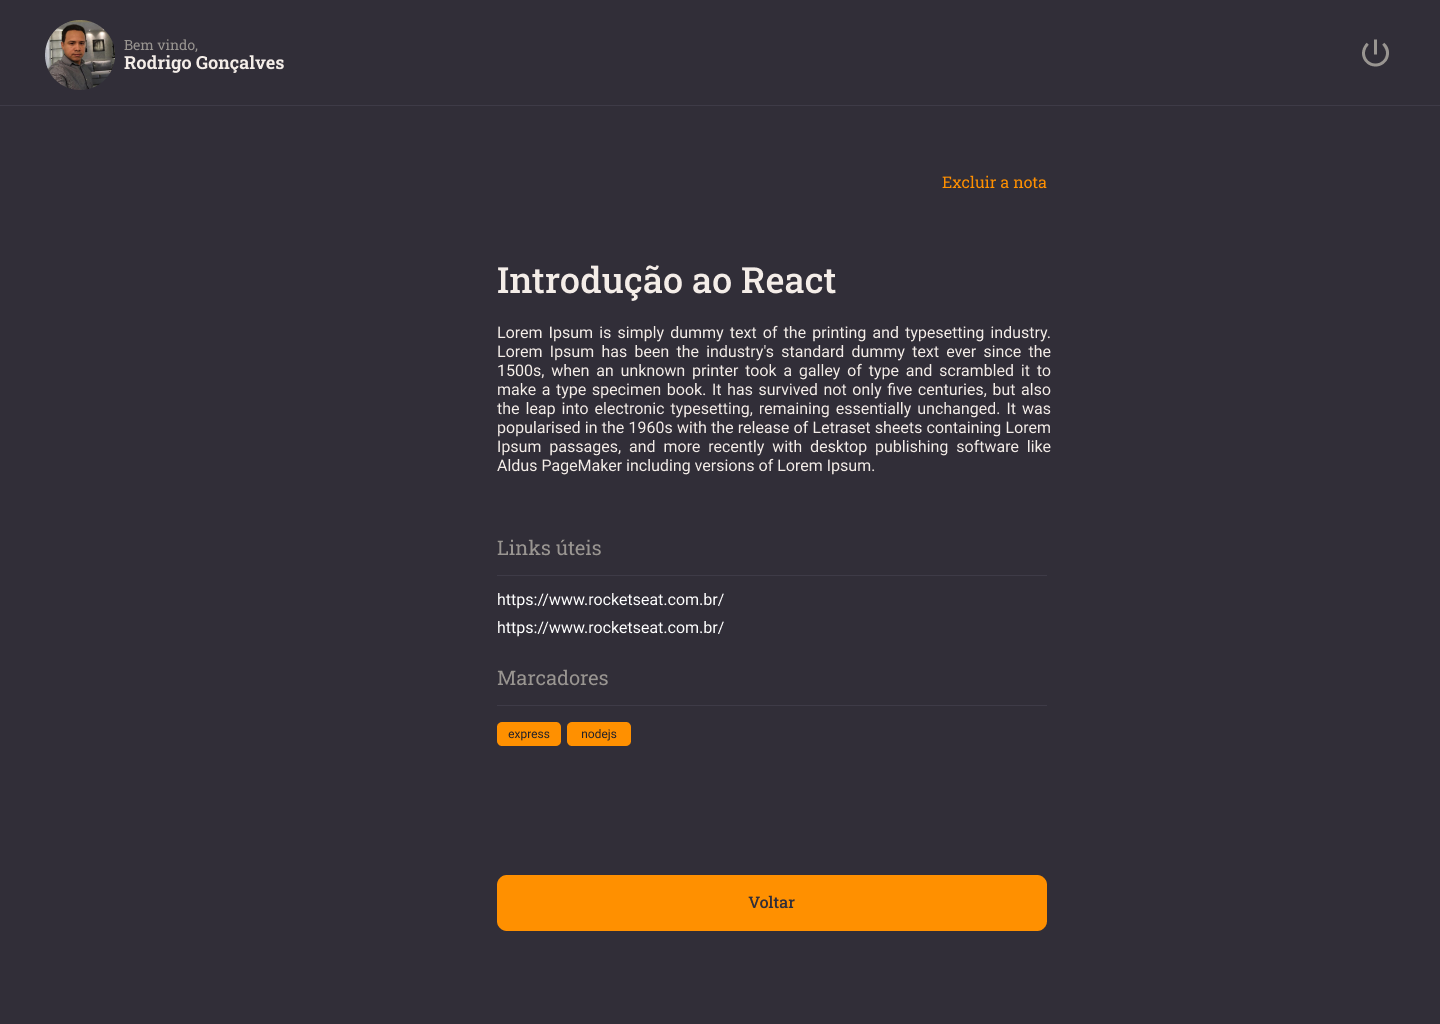 Bem vindo,
Rodrigo Gonçalves
Excluir a nota
Introdução ao React
Lorem Ipsum is simply dummy text of the printing and typesetting industry.
Lorem Ipsum has been the industry's standard dummy text ever since the
1500s, when an unknown printer took a galley of type and scrambled it to
make a type specimen book. It has survived not only five centuries, but also
the leap into electronic typesetting, remaining essentially unchanged. It was
popularised in the 1960s with the release of Letraset sheets containing Lorem
Ipsum passages, and more recently with desktop publishing software like
Aldus PageMaker including versions of Lorem Ipsum.
Links úteis
https://www.rocketseat.com.br/
https://www.rocketseat.com.br/
Marcadores
express nodejs
Voltar